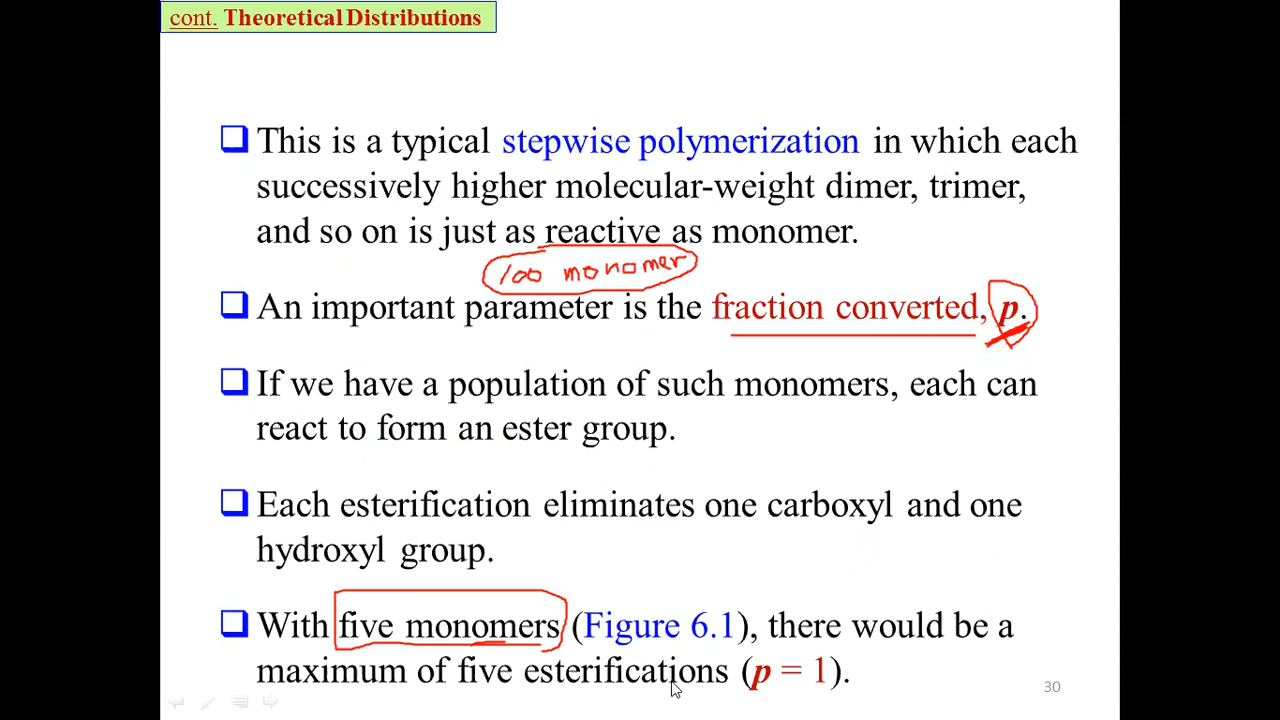 cont. Theoretical Distributions
This is a typical stepwise polymerization in which each
successively higher molecular-weight dimer, trimer,
and so on is just as reactive as monomer.
100 monomer
An important parameter is the fraction converted, p.
If we have a population of such monomers, each can
react to form an ester group.
Each esterification eliminates one carboxyl and one
hydroxyl group.
With five monomers (Figure 6.1), there would be a
maximum of five esterifications (p = 1).
30